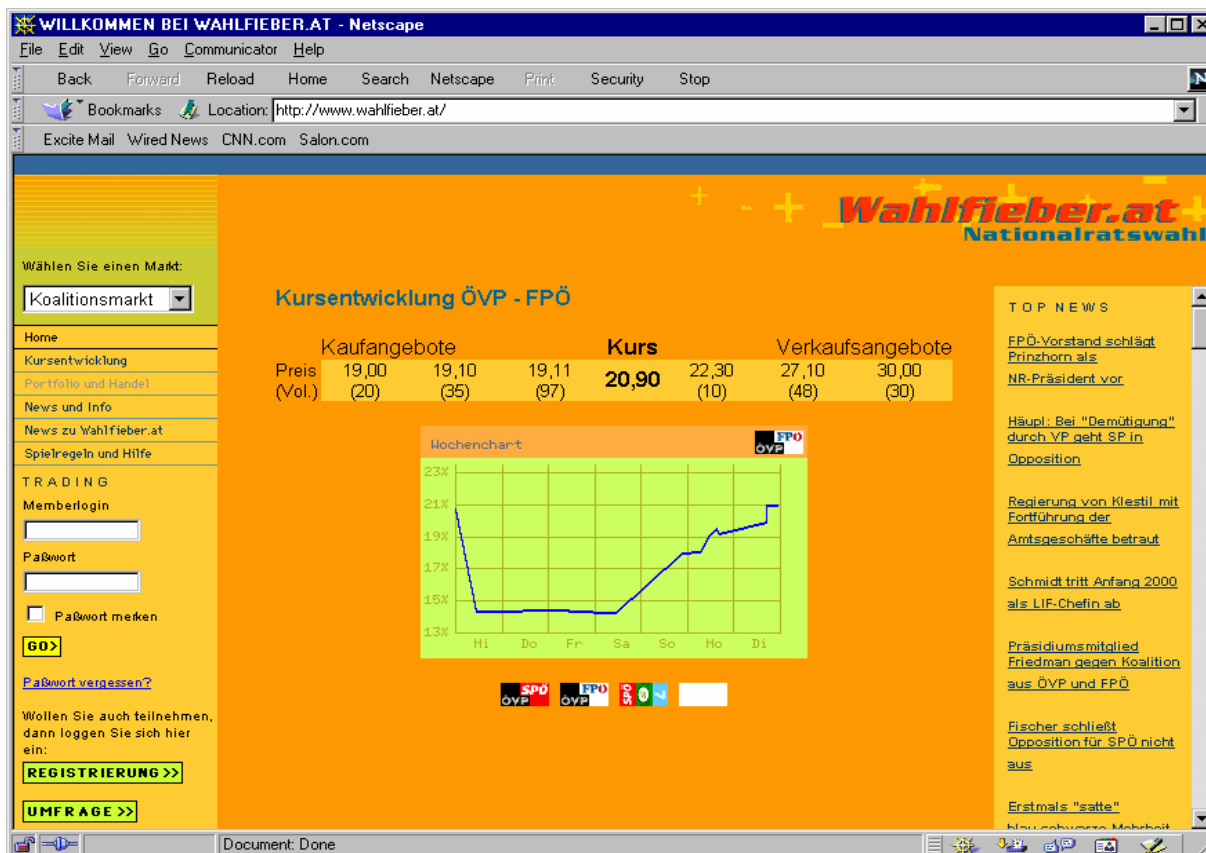 WILLKOMMEN BEI WAHLFIEBER.AT - Netscape
File Edit View Go Communicator Help
Back Forward Reload Home Search Netscape Print Security Stop
Bookmarks Location: http://www.wahlfieber.at/
Excite Mail Wired News CNN.com Salon.com
Wahlfieber.at
Nationalratswahl
Wählen Sie einen Markt:
Koalitionsmarkt
Home
Kursentwicklung
Portfolio und Handel
News und Info
News zu Wahlfieber.at
Spielregeln und Hilfe
TRADING
Memberlogin
Paßwort
Paßwort merken
GO>
Paßwort vergessen?
Wollen Sie auch teilnehmen,
dann loggen Sie sich hier
ein:
REGISTRIERUNG >>
UMFRAGE >>
Kursentwicklung ÖVP - FPÖ
Kaufangebote Kurs Verkaufsangebote
Preis 19,00 19,10 19,11 20,90 22,30 27,10 30,00
(Vol.) (20) (35) (97) (10) (48) (30)
Wochenchart ÖVP FPÖ
23%
21%
19%
17%
15%
13%
Mi Do Fr Sa So Mo Di
ÖVP SPÖ ÖVP FPÖ SPÖ
TOP NEWS
FPÖ-Vorstand schlägt
Prinzhorn als
NR-Präsident vor
Häupl: Bei "Demütigung"
durch VP geht SP in
Opposition
Regierung von Klestil mit
Fortführung der
Amtsgeschäfte betraut
Schmidt tritt Anfang 2000
als LIF-Chefin ab
Präsidiumsmitglied
Friedman gegen Koalition
aus ÖVP und FPÖ
Fischer schließt
Opposition für SPÖ nicht
aus
Erstmals "satte"
blau-schwarze Mehrheit
Document: Done